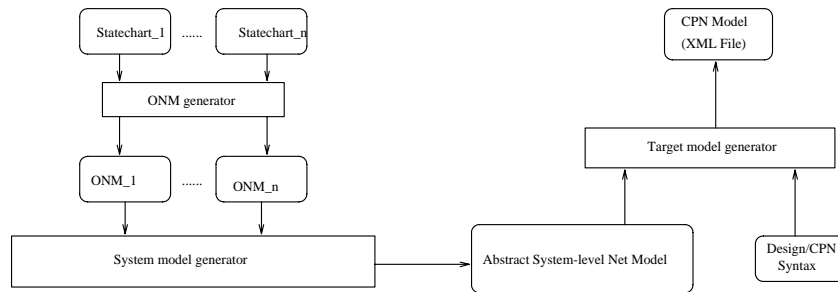 Statechart_1 ...... Statechart_n
ONM generator
ONM_1 ...... ONM_n
System model generator
Abstract System-level Net Model
CPN Model
(XML File)
Target model generator
Design/CPN
Syntax